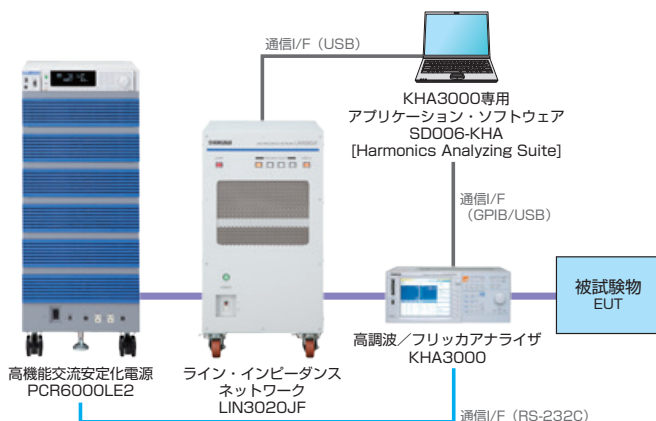 通信I/F（USB）
KHA3000専用
アプリケーション・ソフトウェア
SD006-KHA
[Harmonics Analyzing Suite]
通信I/F
（GPIB/USB）
被試験物
EUT
高調波／フリッカアナライザ
KHA3000
高機能交流安定化電源
PCR6000LE2
ライン・インピーダンス
ネットワーク
LIN3020JF
通信I/F（RS-232C）